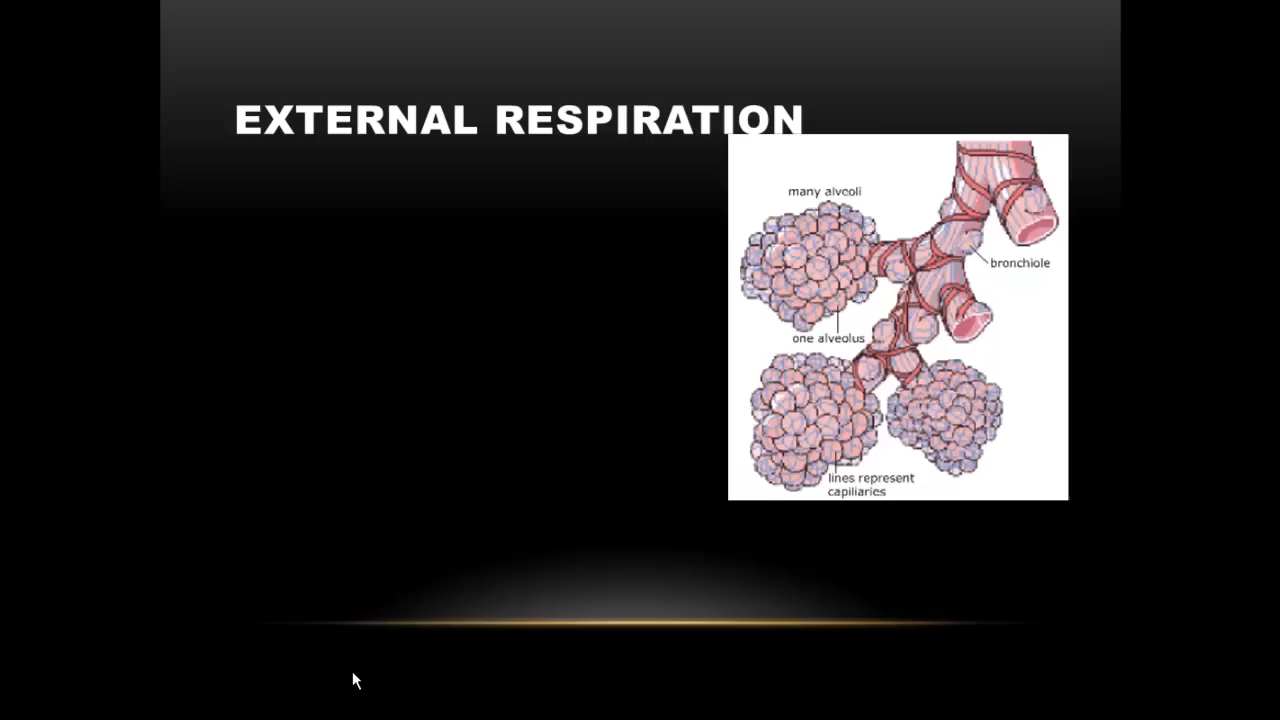 EXTERNAL RESPIRATION
many alveoli
bronchiole
one alveolus
lines represent
capiliaries